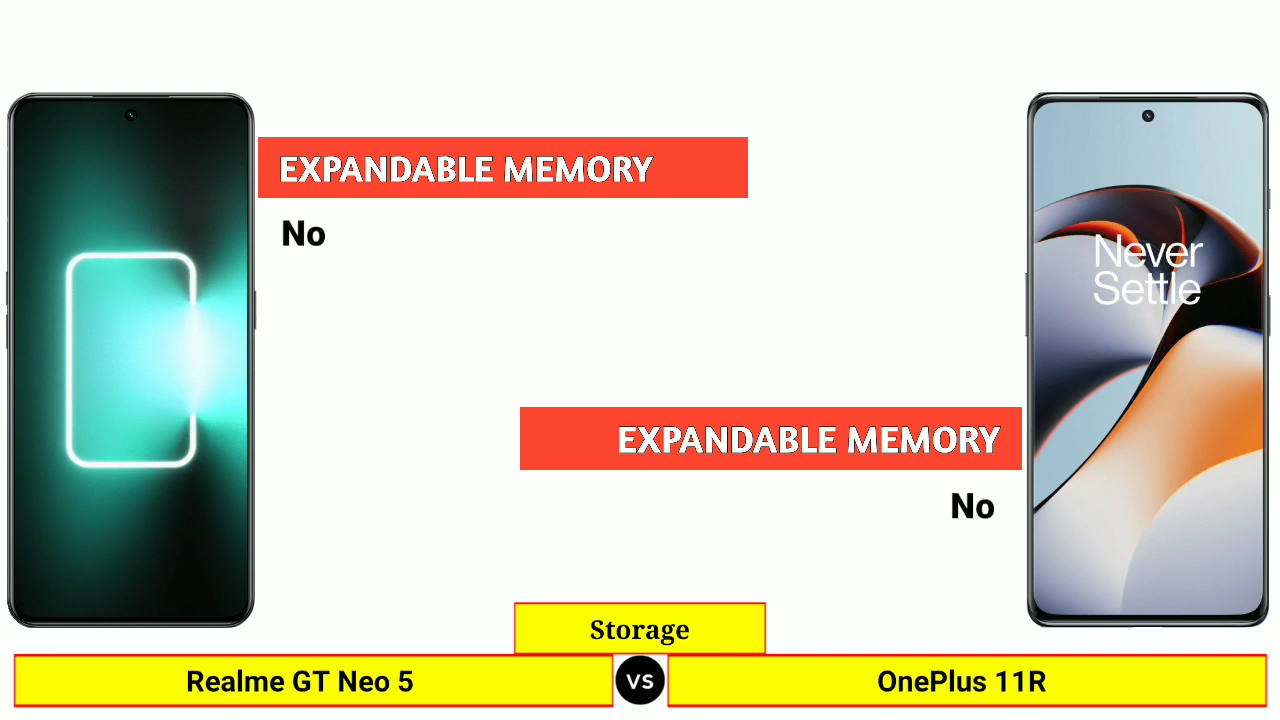 EXPANDABLE MEMORY
No
Never
Settle
EXPANDABLE MEMORY
No
Storage
Realme GT Neo 5
VS
OnePlus 11R